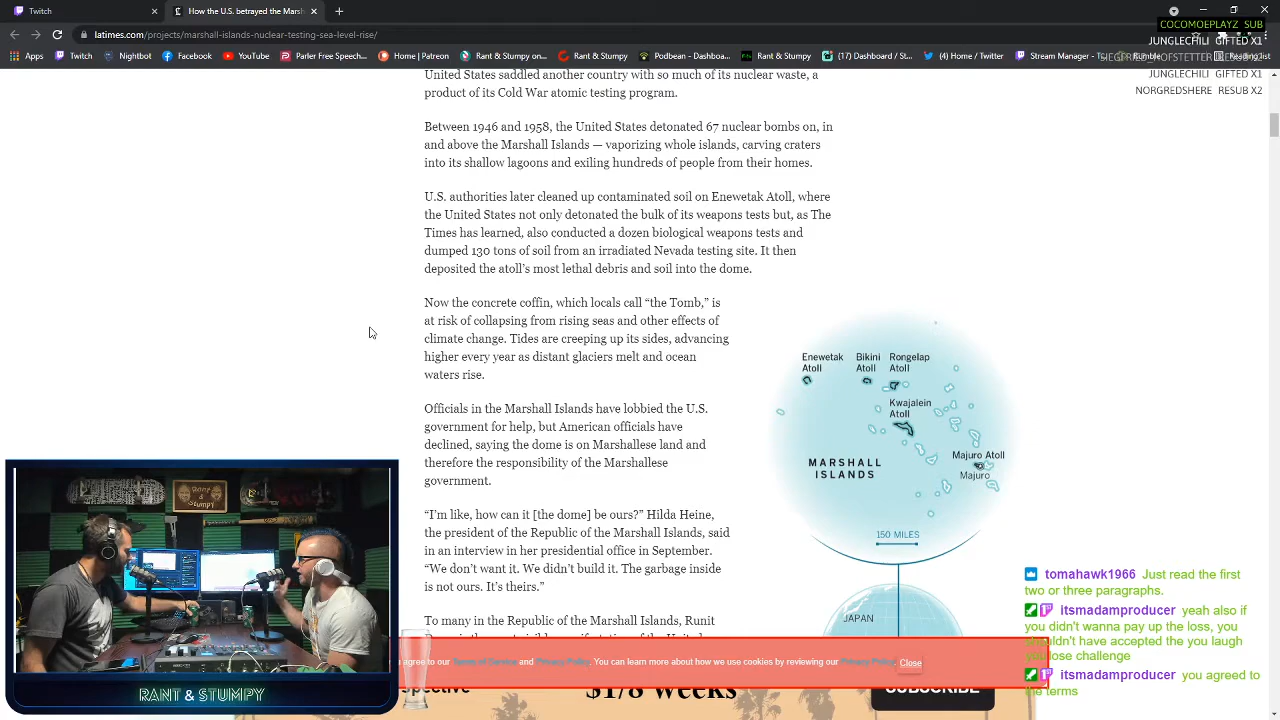 Twitch
How the U.S. betrayed the Marsh
COCOMOEPLAYZ SUB
latimes.com/projects/marshall-islands-nuclear-testing-sea-level-rise/
JUNGLECHILI GIFTED X1
Apps
Twitch
Nightbot
Facebook
YouTube
Parler Free Speech...
Home | Patreon
Rant & Stumpy on...
Rant & Stumpy
Podbean - Dashboa...
Rant & Stumpy
(17) Dashboard / St...
(4) Home / Twitter
Stream Manager - T...
JUNGLECHILI GIFTED X1
NORGREDSHERE RESUB X2
United States saddled another country with so much of its nuclear waste, a
product of its Cold War atomic testing program.
Between 1946 and 1958, the United States detonated 67 nuclear bombs on, in
and above the Marshall Islands — vaporizing whole islands, carving craters
into its shallow lagoons and exiling hundreds of people from their homes.
U.S. authorities later cleaned up contaminated soil on Enewetak Atoll, where
the United States not only detonated the bulk of its weapons tests but, as The
Times has learned, also conducted a dozen biological weapons tests and
dumped 130 tons of soil from an irradiated Nevada testing site. It then
deposited the atoll’s most lethal debris and soil into the dome.
Now the concrete coffin, which locals call “the Tomb,” is
at risk of collapsing from rising seas and other effects of
climate change. Tides are creeping up its sides, advancing
higher every year as distant glaciers melt and ocean
waters rise.
Officials in the Marshall Islands have lobbied the U.S.
government for help, but American officials have
declined, saying the dome is on Marshallese land and
therefore the responsibility of the Marshallese
government.
“I’m like, how can it [the dome] be ours?” Hilda Heine,
the president of the Republic of the Marshall Islands, said
in an interview in her presidential office in September.
“We don’t want it. We didn’t build it. The garbage inside
is not ours. It’s theirs.”
To many in the Republic of the Marshall Islands, Runit
Enewetak
Atoll
Bikini
Atoll
Rongelap
Atoll
Kwajalein
Atoll
Majuro Atoll
Majuro
MARSHALL
ISLANDS
150 MILES
JAPAN
agree to our Terms of Service and Privacy Policy. You can learn more about how we use cookies by reviewing our Privacy Policy. Close
$1/8 weeks
SUBSCRIBE
RANT & STUMPY
tomahawk1966 Just read the first
two or three paragraphs.
itsmadamproducer yeah also if
you didn't wanna pay up the loss, you
shouldn't have accepted the you laugh
you lose challenge
itsmadamproducer you agreed to
the terms